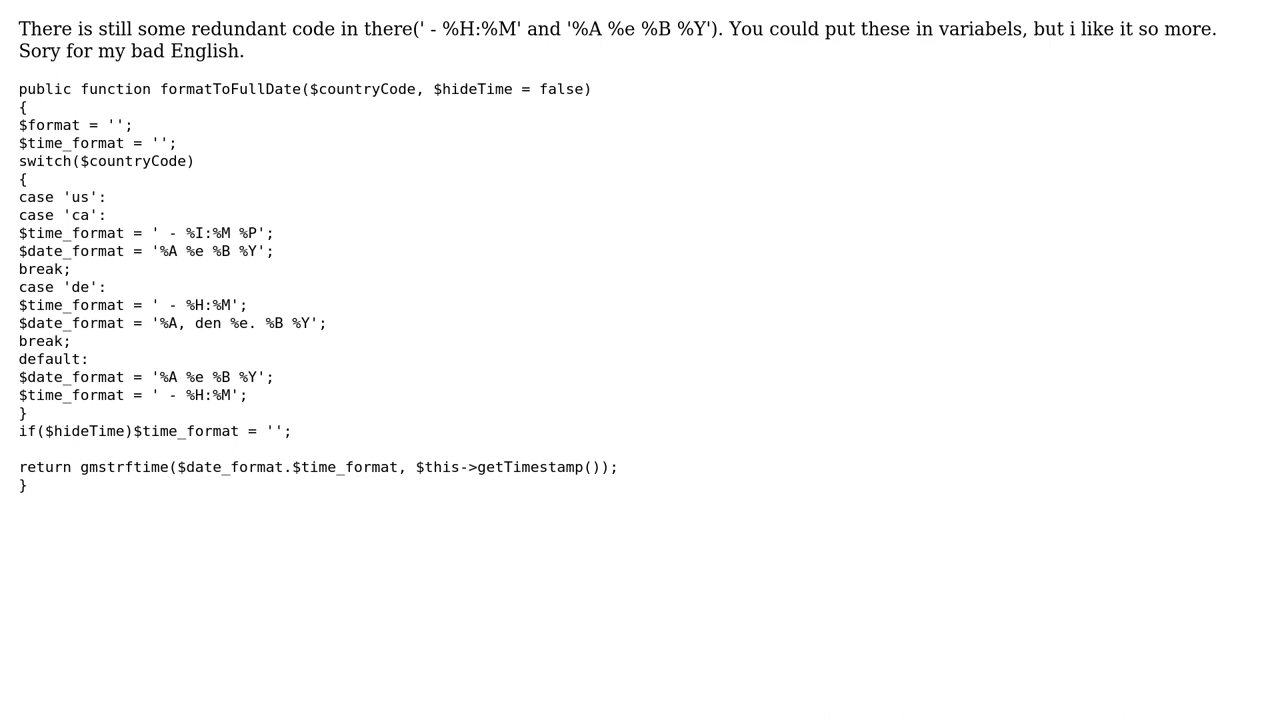 There is still some redundant code in there(' - %H:%M' and '%A %e %B %Y'). You could put these in variabels, but i like it so more.
Sory for my bad English.
public function formatToFullDate($countryCode, $hideTime = false)
{
$format = '';
$time_format = '';
switch($countryCode)
{
case 'us':
case 'ca':
$time_format = ' - %I:%M %P';
$date_format = '%A %e %B %Y';
break;
case 'de':
$time_format = ' - %H:%M';
$date_format = '%A, den %e. %B %Y';
break;
default:
$date_format = '%A %e %B %Y';
$time_format = ' - %H:%M';
}
if($hideTime)$time_format = '';
return gmstrftime($date_format.$time_format, $this->getTimestamp());
}